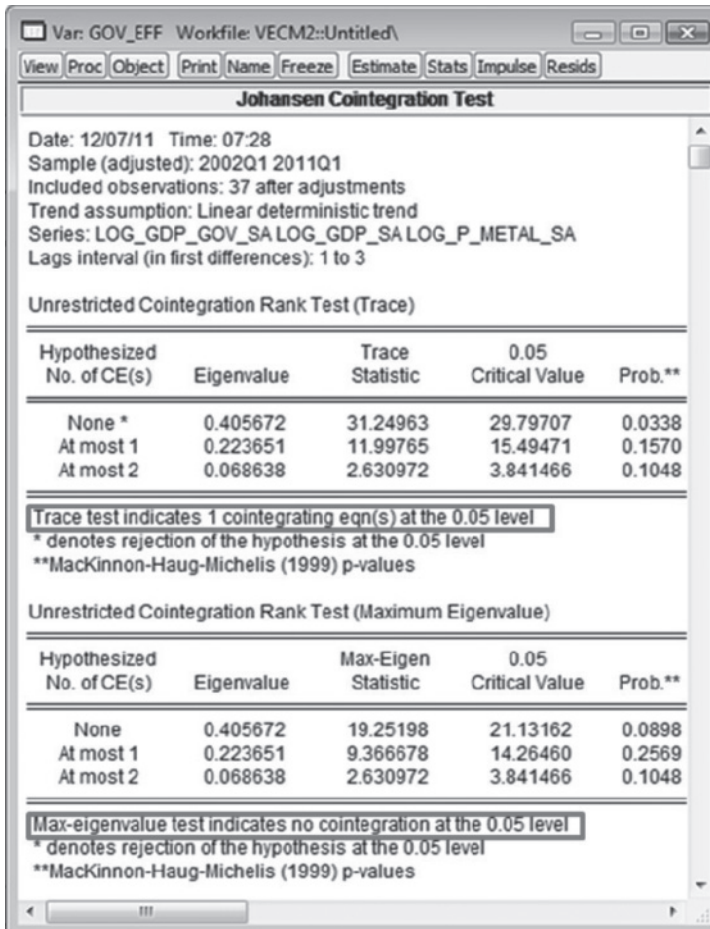 Var: GOV_EFF Workfile: VECM2::Untitled\
View Proc Object Print Name Freeze Estimate Stats Impulse Resids
Johansen Cointegration Test
Date: 12/07/11 Time: 07:28
Sample (adjusted): 2002Q1 2011Q1
Included observations: 37 after adjustments
Trend assumption: Linear deterministic trend
Series: LOG_GDP_GOV_SA LOG_GDP_SA LOG_P_METAL_SA
Lags interval (in first differences): 1 to 3
Unrestricted Cointegration Rank Test (Trace)
Hypothesized Trace 0.05
No. of CE(s) Eigenvalue Statistic Critical Value Prob.**
None * 0.405672 31.24963 29.79707 0.0338
At most 1 0.223651 11.99765 15.49471 0.1570
At most 2 0.068638 2.630972 3.841466 0.1048
Trace test indicates 1 cointegrating eqn(s) at the 0.05 level
* denotes rejection of the hypothesis at the 0.05 level
**MacKinnon-Haug-Michelis (1999) p-values
Unrestricted Cointegration Rank Test (Maximum Eigenvalue)
Hypothesized Max-Eigen 0.05
No. of CE(s) Eigenvalue Statistic Critical Value Prob.**
None 0.405672 19.25198 21.13162 0.0898
At most 1 0.223651 9.366678 14.26460 0.2569
At most 2 0.068638 2.630972 3.841466 0.1048
Max-eigenvalue test indicates no cointegration at the 0.05 level
* denotes rejection of the hypothesis at the 0.05 level
**MacKinnon-Haug-Michelis (1999) p-values